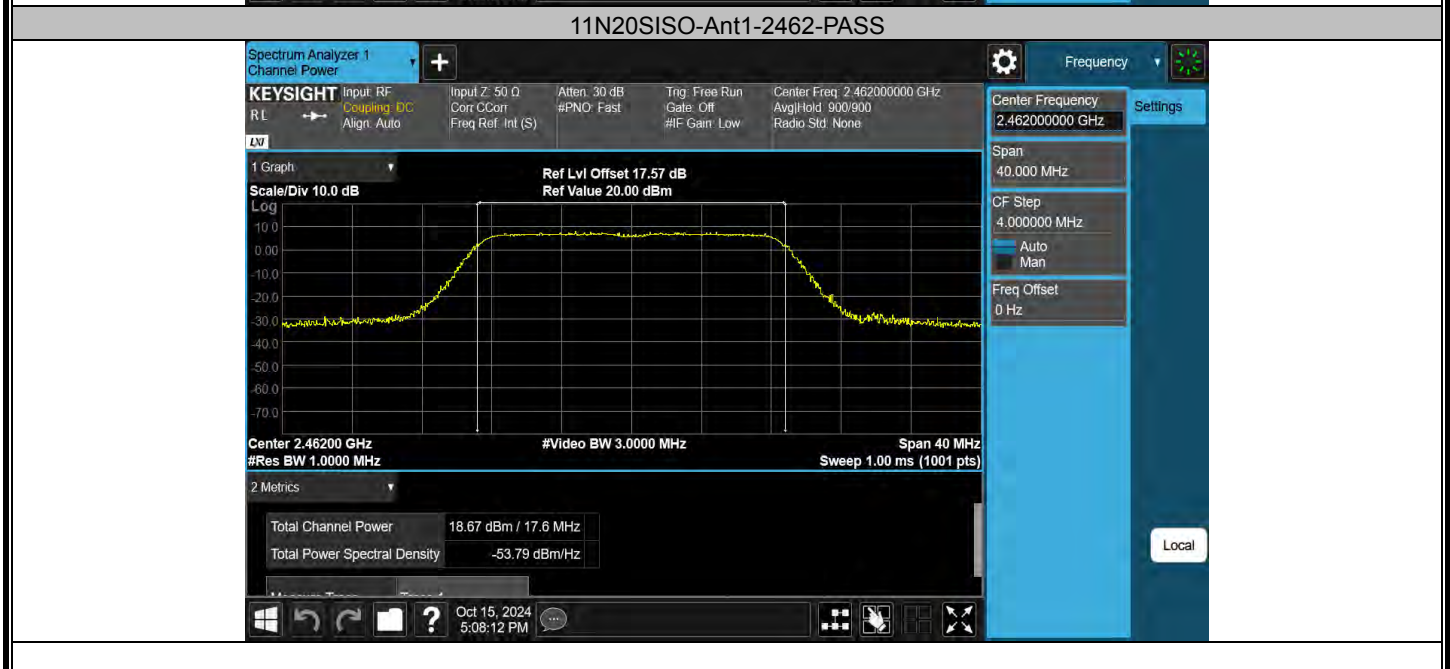 11N20SISO-Ant1-2462-PASS
Spectrum Analyzer 1
Channel Power
+
Frequency
KEYSIGHT
RL
LXI
Input: RF
Coupling: DC
Align: Auto
Input Z: 50 Ω
Corr CCorr
Freq Ref: Int (S)
Atten: 30 dB
#PNO: Fast
Trig: Free Run
Gate: Off
#IF Gain: Low
Center Freq: 2.462000000 GHz
Avg|Hold: 900/900
Radio Std: None
Center Frequency
2.462000000 GHz
Settings
Span
40.000 MHz
CF Step
4.000000 MHz
Auto
Man
Freq Offset
0 Hz
1 Graph
Scale/Div 10.0 dB
Ref Lvl Offset 17.57 dB
Ref Value 20.00 dBm
Log
10.0
0.00
-10.0
-20.0
-30.0
-40.0
-50.0
-60.0
-70.0
Center 2.46200 GHz
#Res BW 1.0000 MHz
#Video BW 3.0000 MHz
Span 40 MHz
Sweep 1.00 ms (1001 pts)
2 Metrics
Total Channel Power 18.67 dBm / 17.6 MHz
Total Power Spectral Density -53.79 dBm/Hz
Local
?
Oct 15, 2024
5:08:12 PM